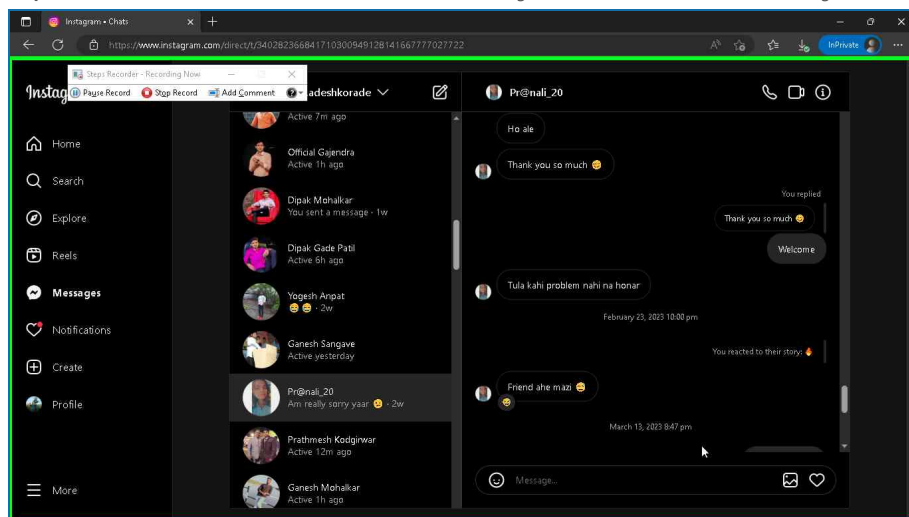 Instagram • Chats
https://www.instagram.com/direct/t/340282366841710300949128141667777027722
InPrivate
Steps Recorder - Recording Now
Pause Record
Stop Record
Add Comment
Instag
adeshkorade
Pr@nali_20
Home
Search
Explore
Reels
Messages
Notifications
Create
Profile
More
Active 7m ago
Official Gajendra
Active 1h ago
Dipak Mohalkar
You sent a message · 1w
Dipak Gade Patil
Active 6h ago
Yogesh Anpat
😂 😂 · 2w
Ganesh Sangave
Active yesterday
Pr@nali_20
Am really sorry yaar 😉 · 2w
Prathmesh Kodgirwar
Active 12m ago
Ganesh Mohalkar
Active 1h ago
Ho ale
Thank you so much 😊
You replied
Thank you so much 😊
Welcome
Tula kahi problem nahi na honar
February 23, 2023 10:00 pm
You reacted to their story: 🔥
Friend ahe mazi 😅
March 13, 2023 8:47 pm
Message...